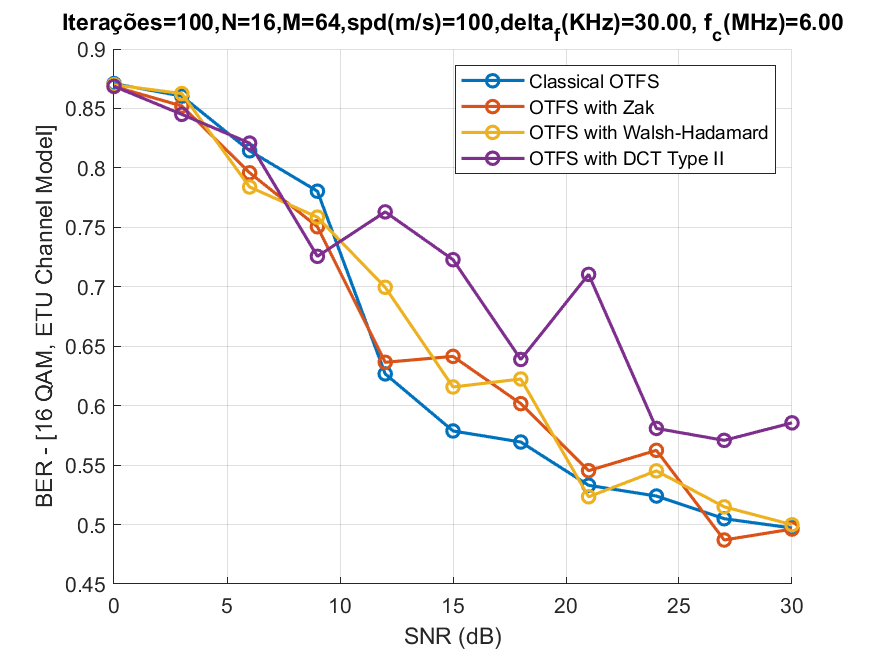 Iterações=100,N=16,M=64,spd(m/s)=100,delta_f(KHz)=30.00, f_c(MHz)=6.00
0.9
0.85
0.8
0.75
0.7
0.65
0.6
0.55
0.5
0.45
BER - [16 QAM, ETU Channel Model]
Classical OTFS
OTFS with Zak
OTFS with Walsh-Hadamard
OTFS with DCT Type II
0 5 10 15 20 25 30
SNR (dB)